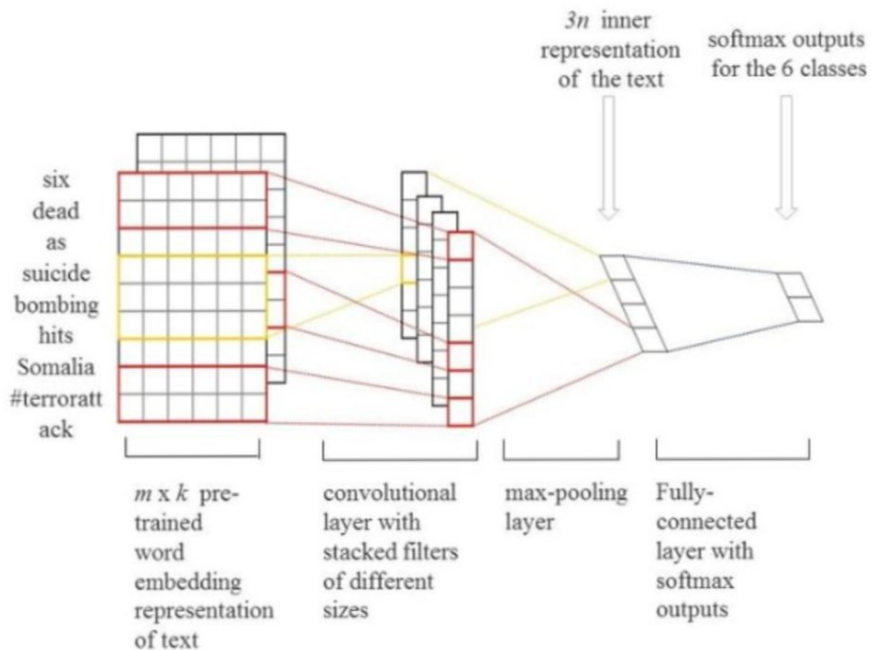 3n inner
representation
of the text
softmax outputs
for the 6 classes
six
dead
as
suicide
bombing
hits
Somalia
#terroratt
ack
m x k pre-
trained
word
embedding
representation
of text
convolutional
layer with
stacked filters
of different
sizes
max-pooling
layer
Fully-
connected
layer with
softmax
outputs